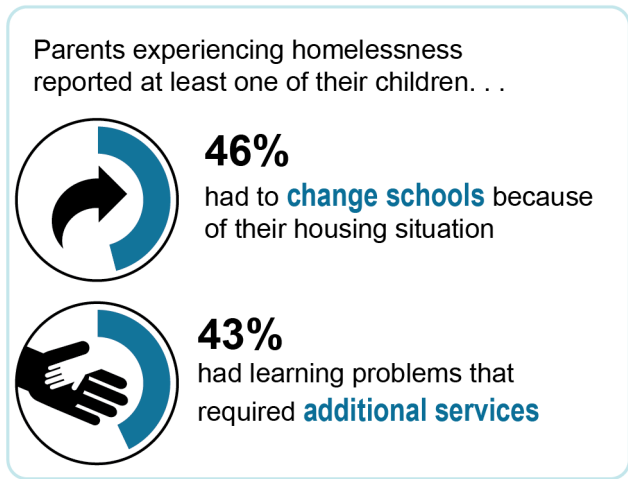 Parents experiencing homelessness
reported at least one of their children. . .
46%
had to change schools because
of their housing situation
43%
had learning problems that
required additional services